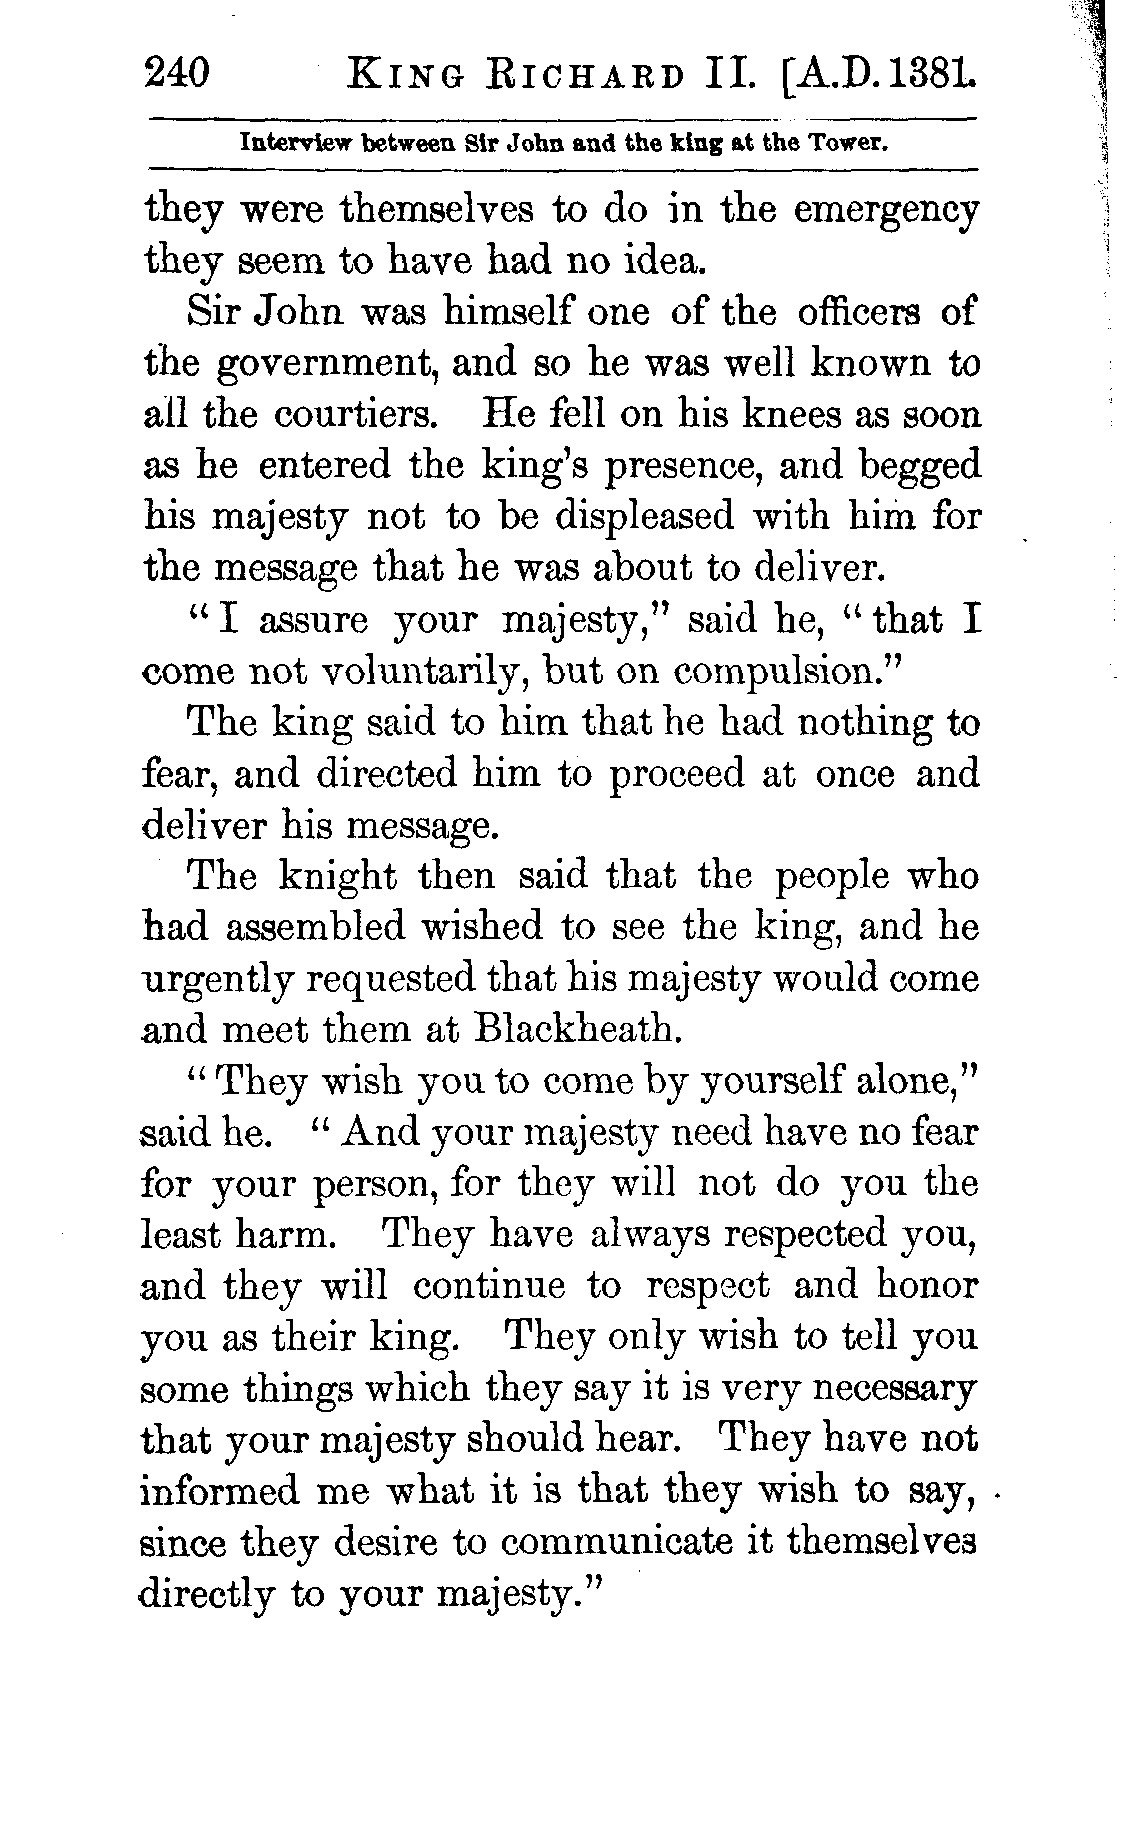 240 KING RICHARD II. [A.D. 1381.
Interview between Sir John and the king at the Tower.
they were themselves to do in the emergency
they seem to have had no idea.
Sir John was himself one of the officers of
the government, and so he was well known to
all the courtiers. He fell on his knees as soon
as he entered the king's presence, and begged
his majesty not to be displeased with him for
the message that he was about to deliver.
"I assure your majesty," said he, "that I
come not voluntarily, but on compulsion."
The king said to him that he had nothing to
fear, and directed him to proceed at once and
deliver his message.
The knight then said that the people who
had assembled wished to see the king, and he
urgently requested that his majesty would come
and meet them at Blackheath.
"They wish you to come by yourself alone,"
said he. "And your majesty need have no fear
for your person, for they will not do you the
least harm. They have always respected you,
and they will continue to respect and honor
you as their king. They only wish to tell you
some things which they say it is very necessary
that your majesty should hear. They have not
informed me what it is that they wish to say,
since they desire to communicate it themselves
directly to your majesty."